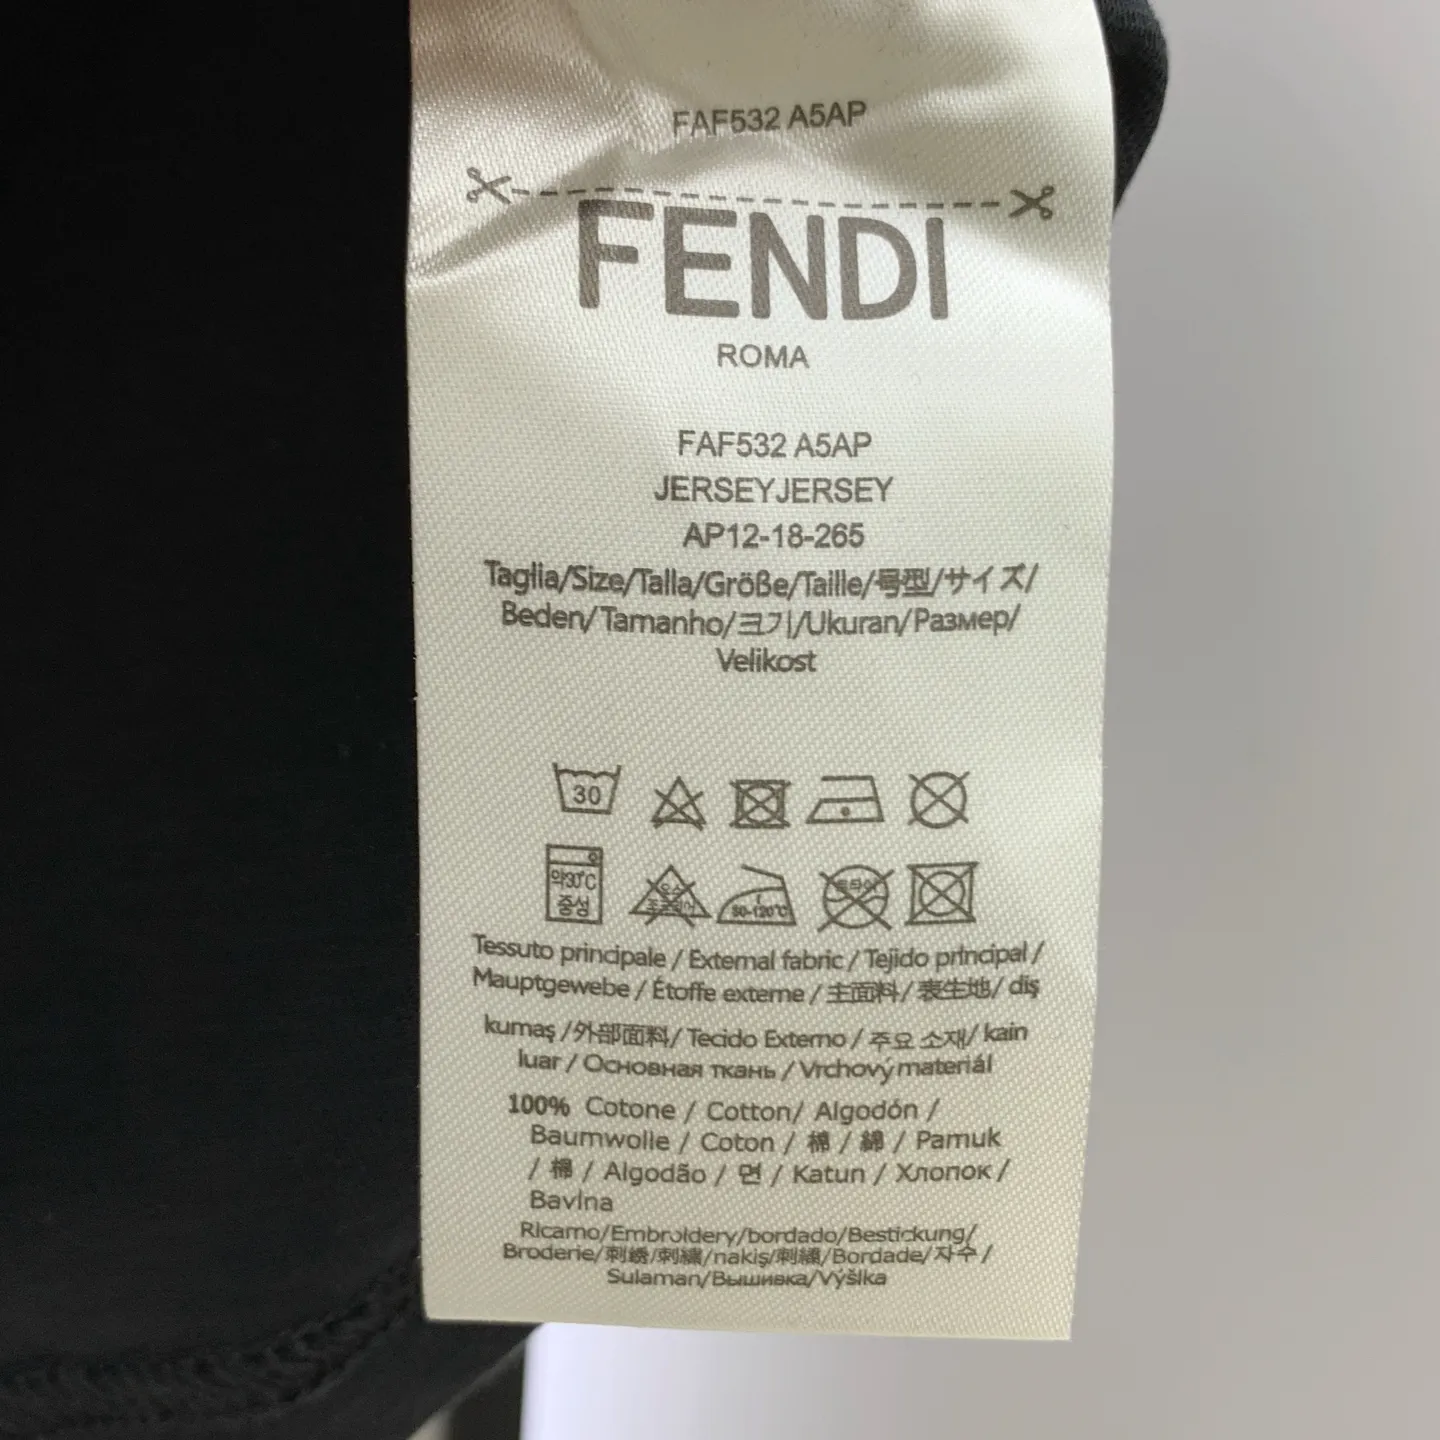 FAF532 A5AP
FENDI
ROMA
FAF532 A5AP
JERSEYJERSEY
AP12-18-265
Taglia/Size/Talla/Größe/Taille/号型/サイズ/
Beden/Tamanho/크기/Ukuran/Размер/
Velikost
30
약30℃
중성
80-120℃
Tessuto principale / External fabric / Tejido principal /
Mauptgewebe / Étoffe externe / 主面料 / 表生地 / diş
kumaş /外部面料/ Tecido Externo / 주요 소재/ kain
luar / Основная ткань / Vrchový materiál
100% Cotone / Cotton/ Algodón /
Baumwolle / Coton / 棉 / 綿 / Pamuk
/ 棉 / Algodão / 면 / Katun / Хлопок /
Bavlna
Ricamo/Embroidery/bordado/Bestickung/
Broderie/刺绣/刺繍/nakiş/刺繡/Bordade/자수/
Sulaman/Вышивка/Výšlka